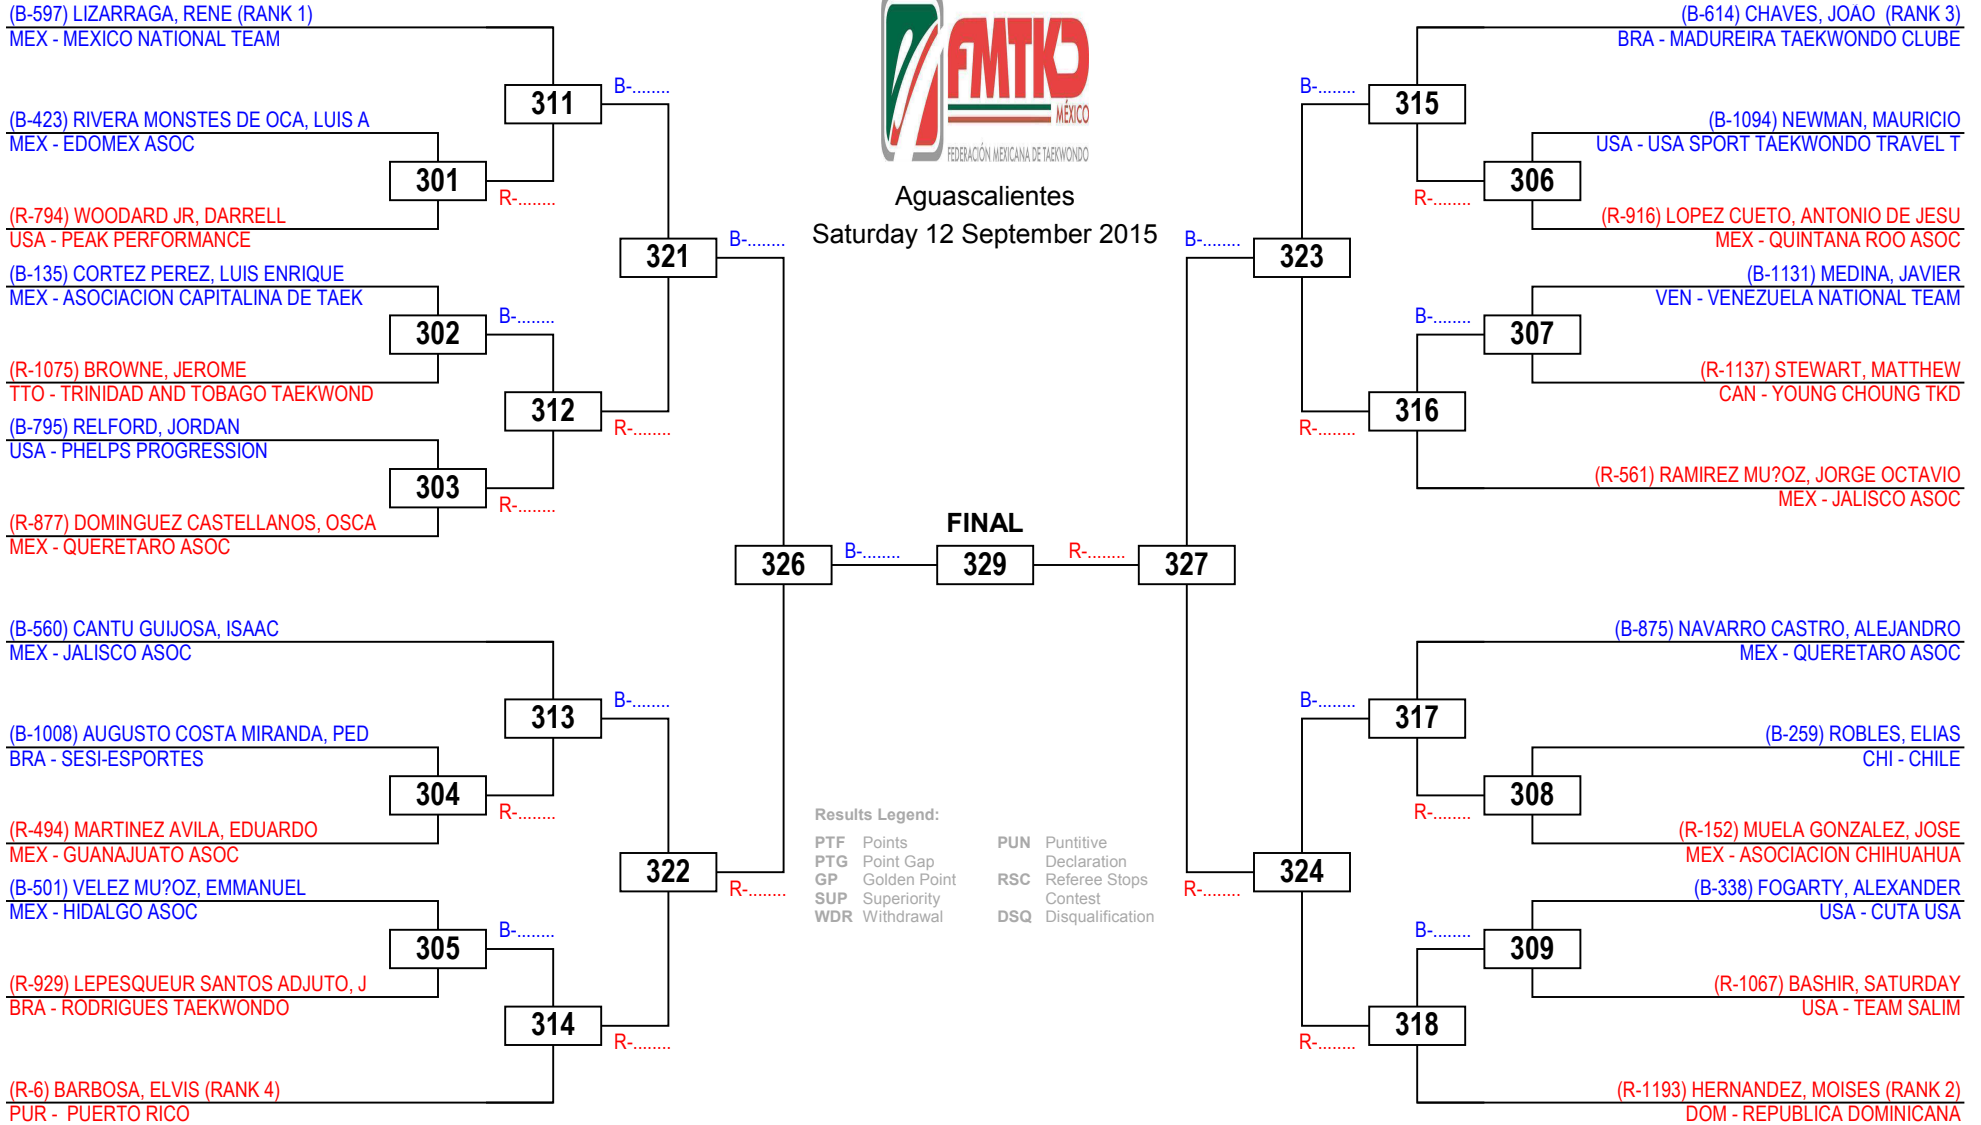 (B-597) LIZARRAGA, RENE (RANK 1)
MEX - MEXICO NATIONAL TEAM
311
B-........
(B-423) RIVERA MONSTES DE OCA, LUIS A
MEX - EDOMEX ASOC
301
R-........
(R-794) WOODARD JR, DARRELL
USA - PEAK PERFORMANCE
321
B-........
(B-135) CORTEZ PEREZ, LUIS ENRIQUE
MEX - ASOCIACION CAPITALINA DE TAEK
302
B-........
(R-1075) BROWNE, JEROME
TTO - TRINIDAD AND TOBAGO TAEKWOND
312
R-........
(B-795) RELFORD, JORDAN
USA - PHELPS PROGRESSION
303
R-........
(R-877) DOMINGUEZ CASTELLANOS, OSCA
MEX - QUERETARO ASOC
326
B-........
(B-560) CANTU GUIJOSA, ISAAC
MEX - JALISCO ASOC
313
B-........
(B-1008) AUGUSTO COSTA MIRANDA, PED
BRA - SESI-ESPORTES
304
R-........
(R-494) MARTINEZ AVILA, EDUARDO
MEX - GUANAJUATO ASOC
322
R-........
(B-501) VELEZ MU?OZ, EMMANUEL
MEX - HIDALGO ASOC
305
B-........
(R-929) LEPESQUEUR SANTOS ADJUTO, J
BRA - RODRIGUES TAEKWONDO
314
R-........
(R-6) BARBOSA, ELVIS (RANK 4)
PUR - PUERTO RICO
FMTKD
MÉXICO
FEDERACIÓN MEXICANA DE TAEKWONDO
Aguascalientes
Saturday 12 September 2015
FINAL
329
Results Legend:
PTF Points
PTG Point Gap
GP Golden Point
SUP Superiority
WDR Withdrawal
PUN Puntitive
Declaration
RSC Referee Stops
Contest
DSQ Disqualification
(B-614) CHAVES, JOÃO (RANK 3)
BRA - MADUREIRA TAEKWONDO CLUBE
B-........
315
(B-1094) NEWMAN, MAURICIO
USA - USA SPORT TAEKWONDO TRAVEL T
R-........
306
(R-916) LOPEZ CUETO, ANTONIO DE JESU
MEX - QUINTANA ROO ASOC
B-........
323
(B-1131) MEDINA, JAVIER
VEN - VENEZUELA NATIONAL TEAM
B-........
307
(R-1137) STEWART, MATTHEW
CAN - YOUNG CHOUNG TKD
R-........
316
(R-561) RAMIREZ MU?OZ, JORGE OCTAVIO
MEX - JALISCO ASOC
R-........
327
(B-875) NAVARRO CASTRO, ALEJANDRO
MEX - QUERETARO ASOC
B-........
317
(B-259) ROBLES, ELIAS
CHI - CHILE
R-........
308
(R-152) MUELA GONZALEZ, JOSE
MEX - ASOCIACION CHIHUAHUA
R-........
324
(B-338) FOGARTY, ALEXANDER
USA - CUTA USA
B-........
309
(R-1067) BASHIR, SATURDAY
USA - TEAM SALIM
R-........
318
(R-1193) HERNANDEZ, MOISES (RANK 2)
DOM - REPUBLICA DOMINICANA